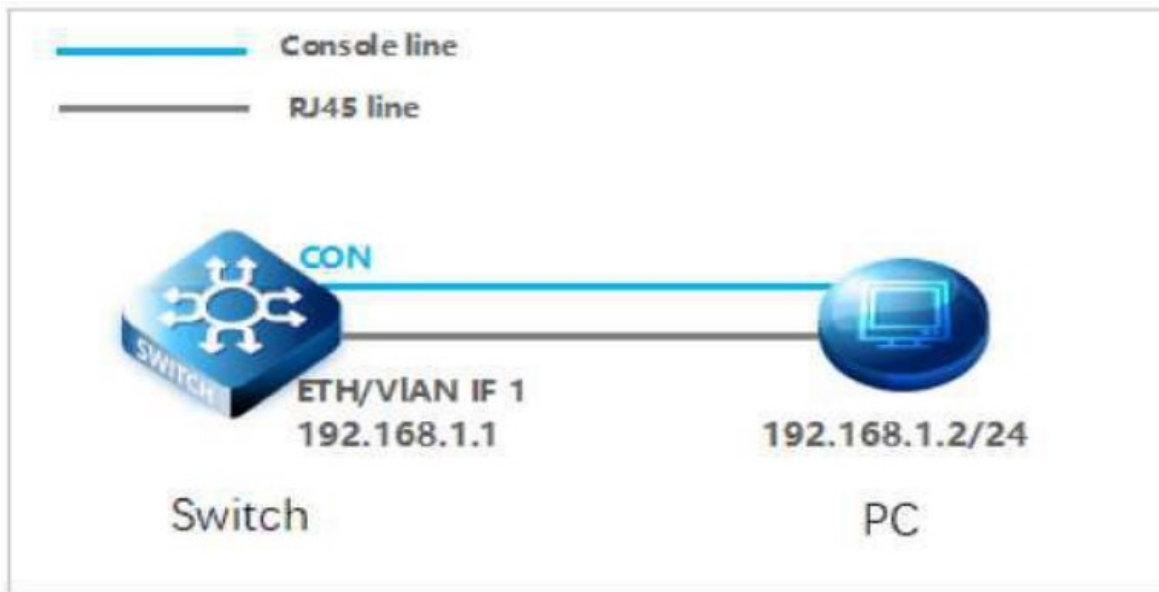 Console line
RJ45 line
CON
SWITCH
ETH/VlAN IF 1
192.168.1.1
192.168.1.2/24
Switch
PC